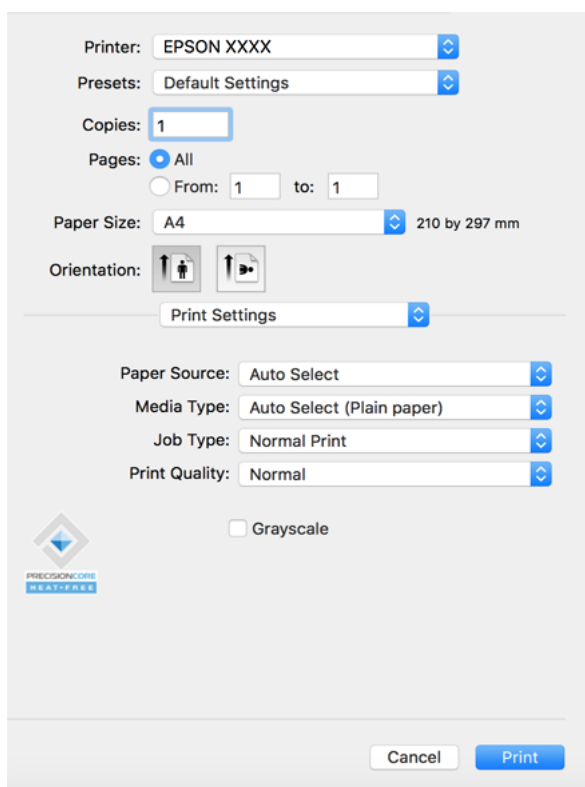 Printer: EPSON XXXX
Presets: Default Settings
Copies: 1
Pages: All
From: 1 to: 1
Paper Size: A4 210 by 297 mm
Orientation:
Print Settings
Paper Source: Auto Select
Media Type: Auto Select (Plain paper)
Job Type: Normal Print
Print Quality: Normal
Grayscale
PRECISIONCORE
HEAT-FREE
Cancel Print